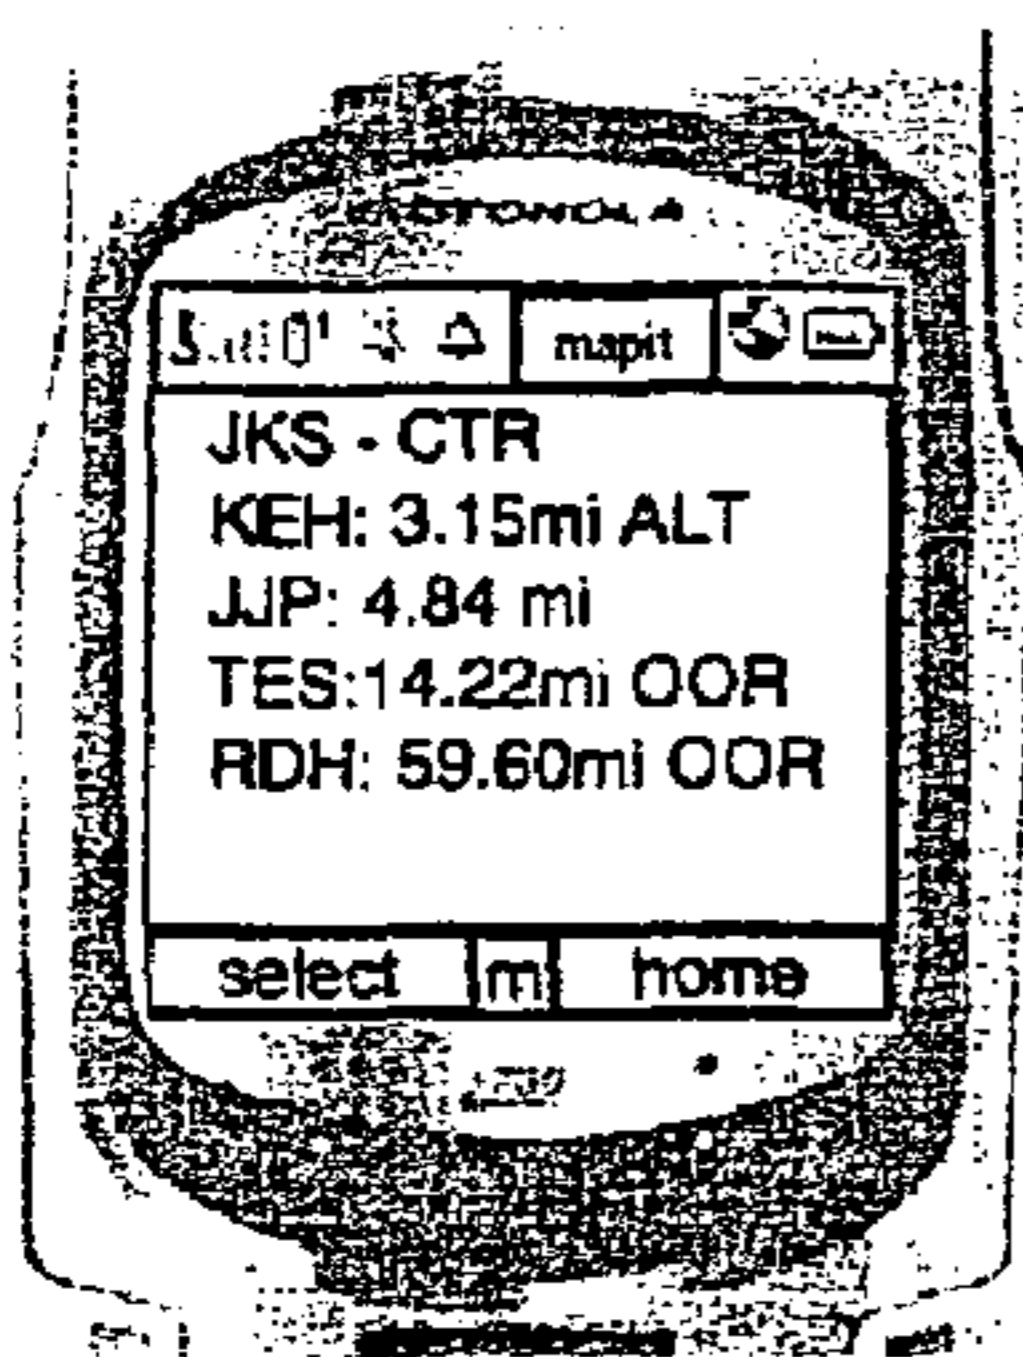 MOTOROLA
mapit
JKS - CTR
KEH: 3.15mi ALT
JJP: 4.84 mi
TES:14.22mi OOR
RDH: 59.60mi OOR
select m home